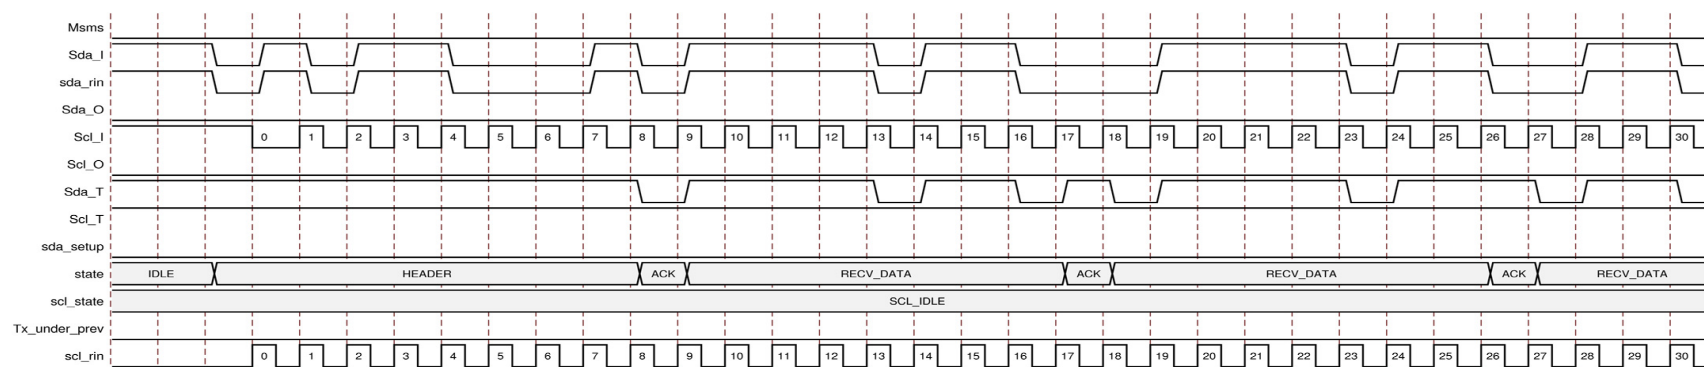 Msms
Sda_I
sda_rin
Sda_O
Scl_I 0 1 2 3 4 5 6 7 8 9 10 11 12 13 14 15 16 17 18 19 20 21 22 23 24 25 26 27 28 29 30
Scl_O
Sda_T
Scl_T
sda_setup
state IDLE HEADER ACK RECV_DATA ACK RECV_DATA ACK RECV_DATA
scl_state SCL_IDLE
Tx_under_prev
scl_rin 0 1 2 3 4 5 6 7 8 9 10 11 12 13 14 15 16 17 18 19 20 21 22 23 24 25 26 27 28 29 30